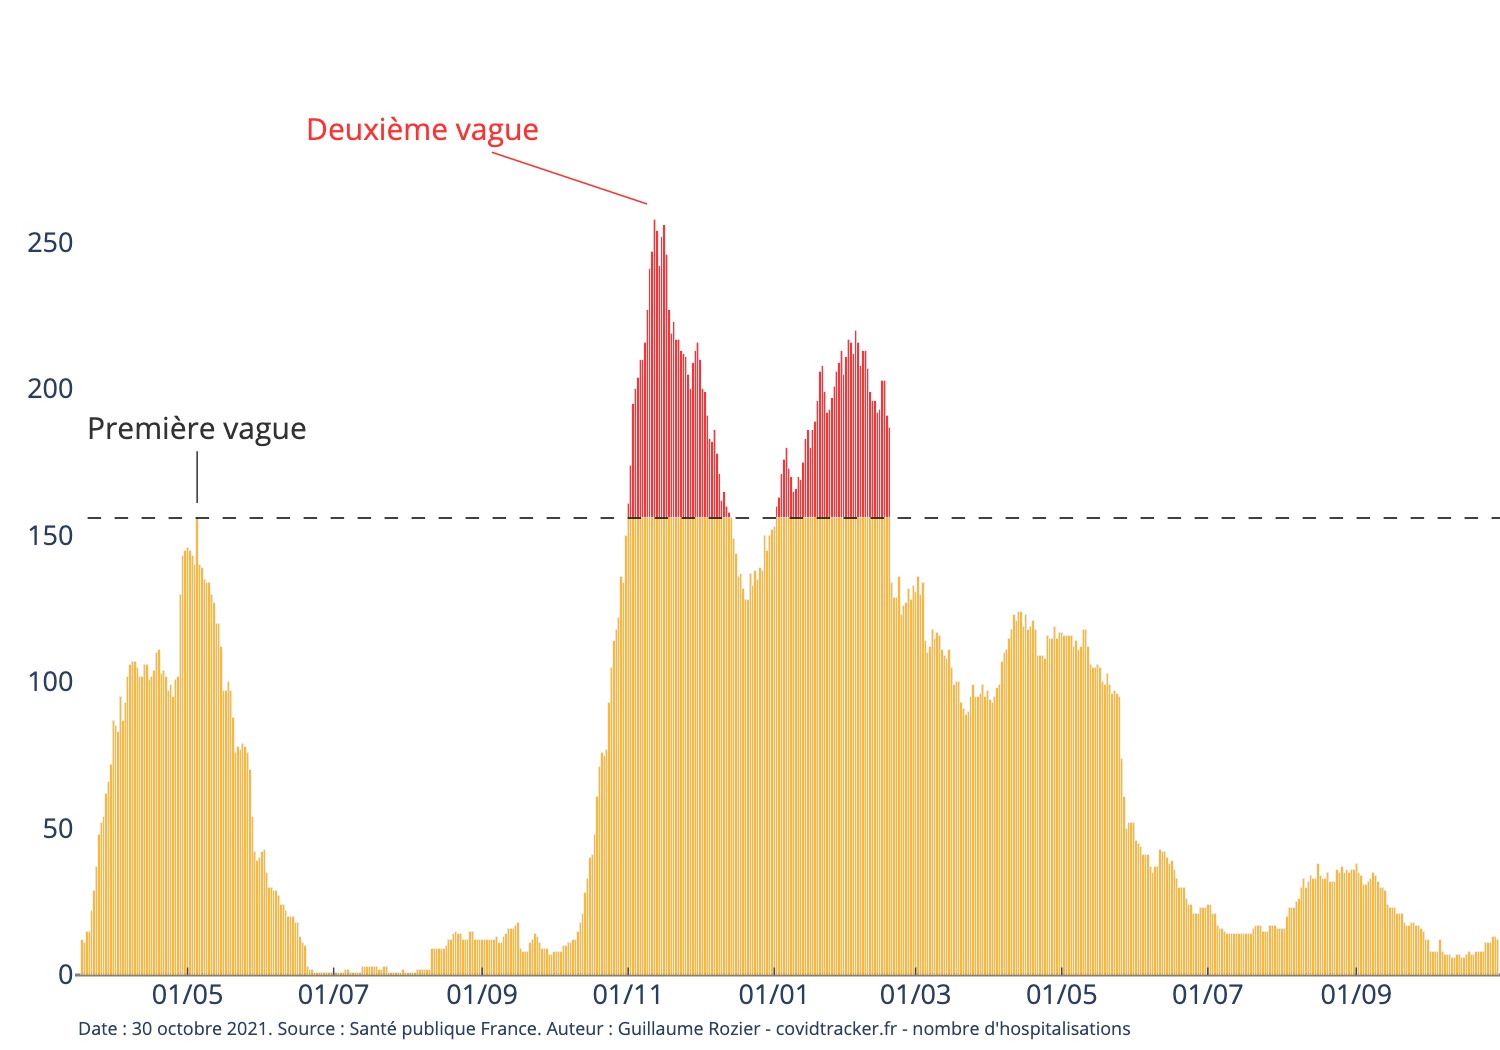 Deuxième vague
250
200
Première vague
150
100
50
0
01/05 01/07 01/09 01/11 01/01 01/03 01/05 01/07 01/09
Date : 30 octobre 2021. Source : Santé publique France. Auteur : Guillaume Rozier - covidtracker.fr - nombre d'hospitalisations